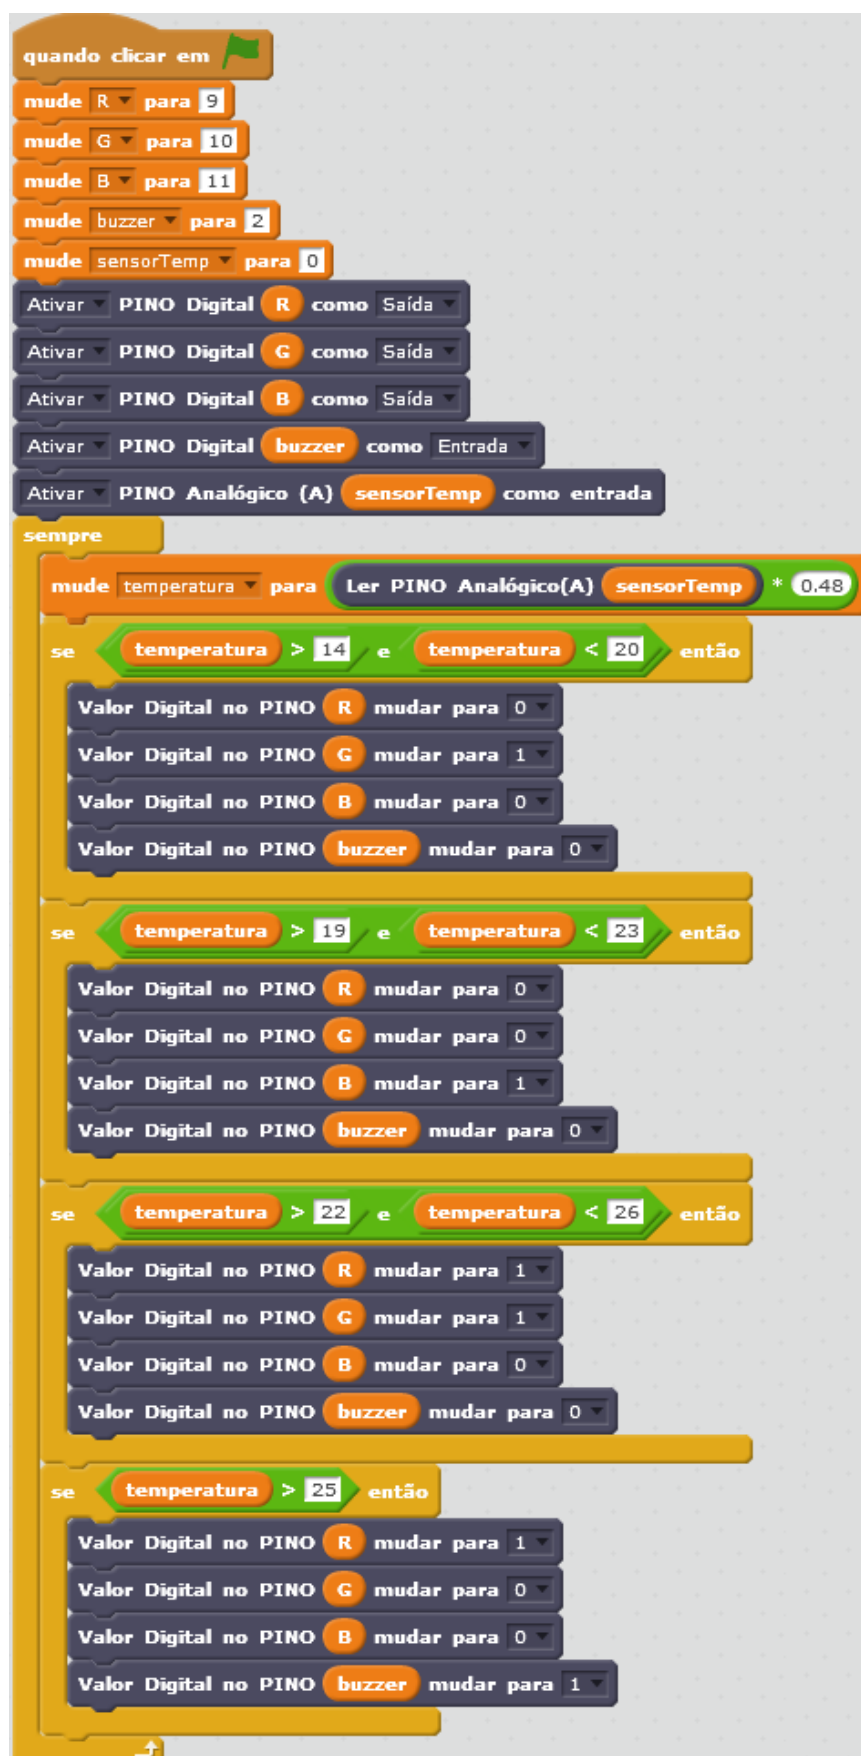 quando clicar em
mude R para 9
mude G para 10
mude B para 11
mude buzzer para 2
mude sensorTemp para 0
Ativar PINO Digital R como Saída
Ativar PINO Digital G como Saída
Ativar PINO Digital B como Saída
Ativar PINO Digital buzzer como Entrada
Ativar PINO Analógico (A) sensorTemp como entrada
sempre
mude temperatura para Ler PINO Analógico(A) sensorTemp * 0.48
se temperatura > 14 e temperatura < 20 então
Valor Digital no PINO R mudar para 0
Valor Digital no PINO G mudar para 1
Valor Digital no PINO B mudar para 0
Valor Digital no PINO buzzer mudar para 0
se temperatura > 19 e temperatura < 23 então
Valor Digital no PINO R mudar para 0
Valor Digital no PINO G mudar para 0
Valor Digital no PINO B mudar para 1
Valor Digital no PINO buzzer mudar para 0
se temperatura > 22 e temperatura < 26 então
Valor Digital no PINO R mudar para 1
Valor Digital no PINO G mudar para 1
Valor Digital no PINO B mudar para 0
Valor Digital no PINO buzzer mudar para 0
se temperatura > 25 então
Valor Digital no PINO R mudar para 1
Valor Digital no PINO G mudar para 0
Valor Digital no PINO B mudar para 0
Valor Digital no PINO buzzer mudar para 1